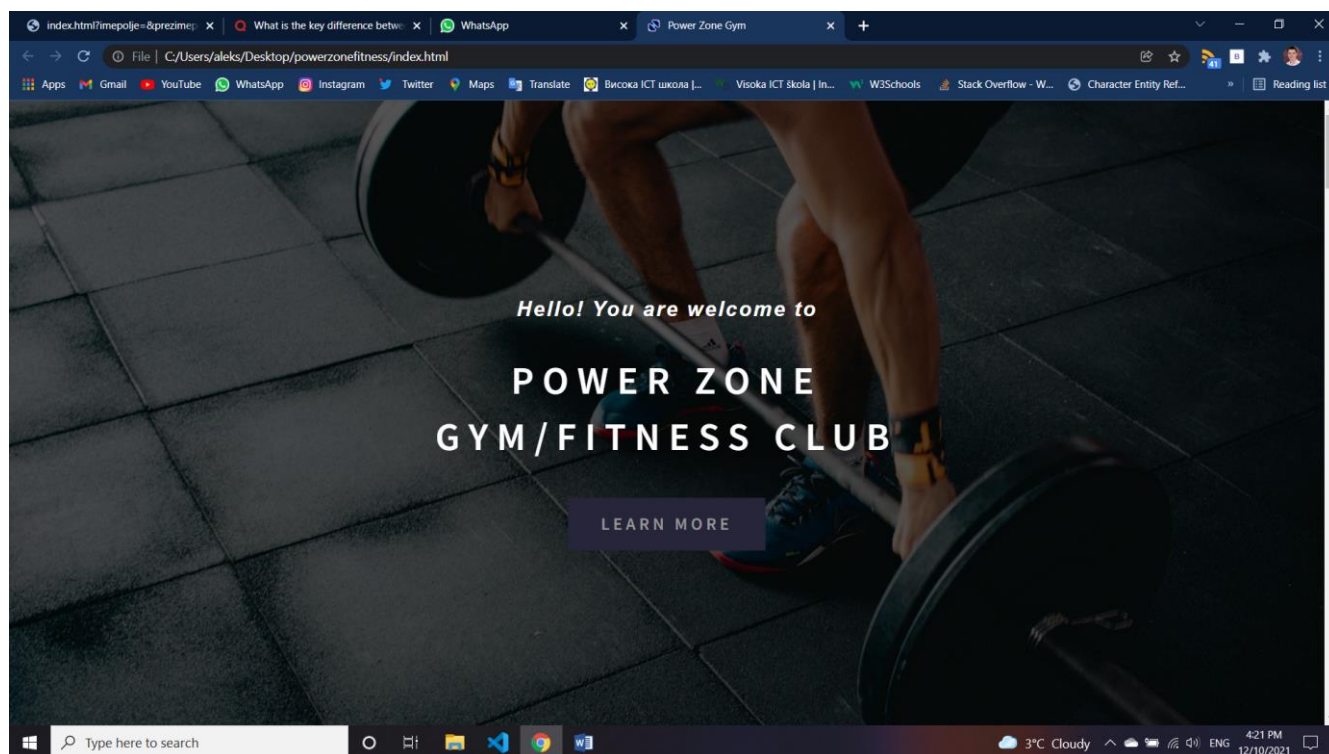 index.html?imepolje=&prezimep
What is the key difference betwe
WhatsApp
Power Zone Gym
File | C:/Users/aleks/Desktop/powerzonefitness/index.html
41
B
Apps
Gmail
YouTube
WhatsApp
Instagram
Twitter
Maps
Translate
Висока ICT школа |...
Visoka ICT škola | In...
W3Schools
Stack Overflow - W...
Character Entity Ref...
»
Reading list
Hello! You are welcome to
POWER ZONE
GYM/FITNESS CLUB
LEARN MORE
Type here to search
3°C Cloudy
ENG
4:21 PM
12/10/2021